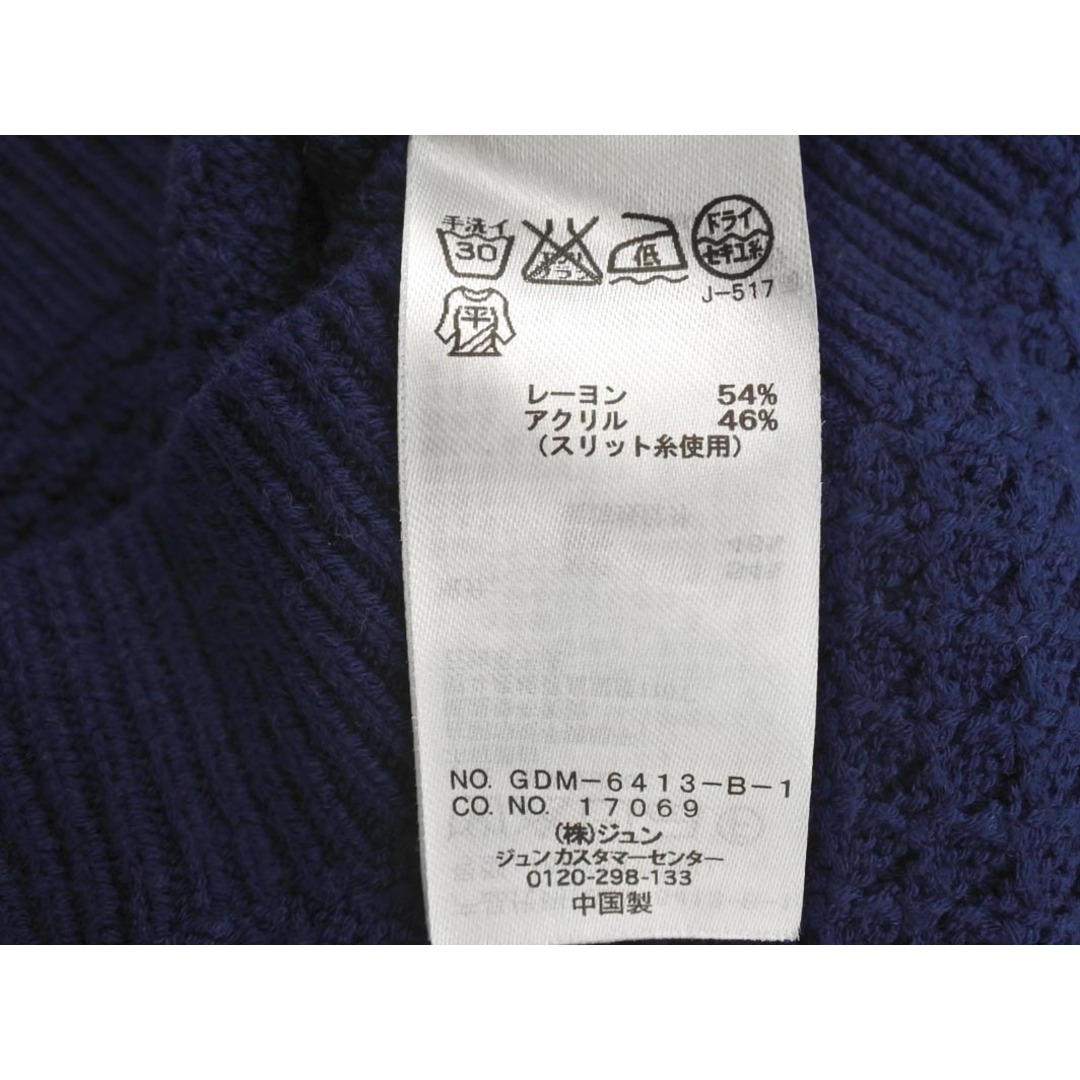 手洗イ
30
低
ドライ
セキユ系
J-517
平
レーヨン 54%
アクリル 46%
(スリット糸使用)
NO. GDM-6413-B-1
CO. NO. 17069
(株)ジュン
ジュンカスタマーセンター
0120-298-133
中国製